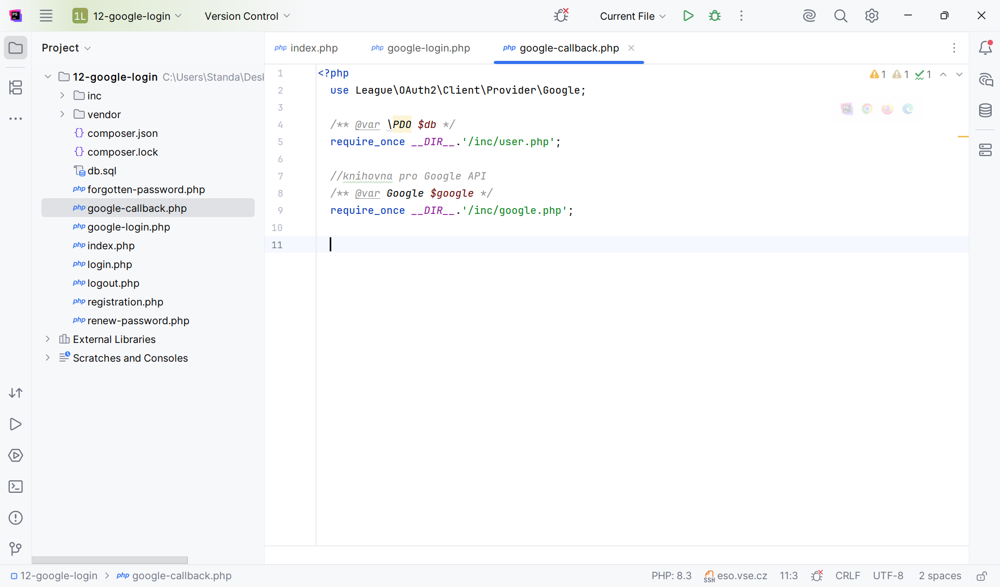 1L 12-google-login Version Control Current File
Project
12-google-login C:\Users\Standa\Desk
inc
vendor
composer.json
composer.lock
db.sql
php forgotten-password.php
php google-callback.php
php google-login.php
php index.php
php login.php
php logout.php
php registration.php
php renew-password.php
External Libraries
Scratches and Consoles
php index.php php google-login.php php google-callback.php
1 <?php
2 use League\OAuth2\Client\Provider\Google;
3
4 /** @var \PDO $db */
5 require_once __DIR__.'/inc/user.php';
6
7 //knihovna pro Google API
8 /** @var Google $google */
9 require_once __DIR__.'/inc/google.php';
10
11
1 1 1
12-google-login > php google-callback.php PHP: 8.3 SSH eso.vse.cz 11:3 CRLF UTF-8 2 spaces